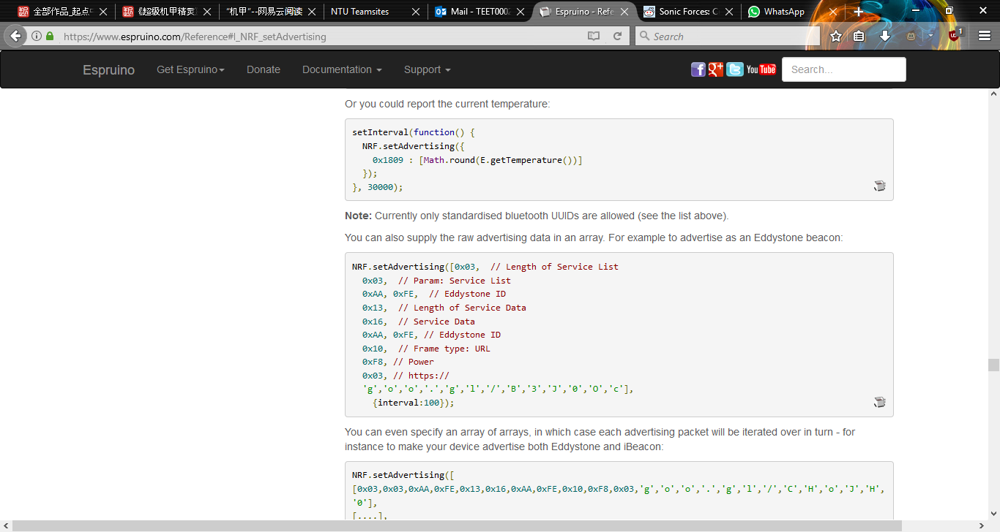 全部作品_起点中
《超级机甲精灵》
"机甲"--网易云阅读
NTU Teamsites
Mail - TEET0002
Espruino - Refe
Sonic Forces: C
WhatsApp
https://www.espruino.com/Reference#l_NRF_setAdvertising
Search
1
Espruino
Get Espruino
Donate
Documentation
Support
You Tube
Search...
Or you could report the current temperature:
setInterval(function() {
NRF.setAdvertising({
0x1809 : [Math.round(E.getTemperature())]
});
}, 30000);
Note: Currently only standardised bluetooth UUIDs are allowed (see the list above).
You can also supply the raw advertising data in an array. For example to advertise as an Eddystone beacon:
NRF.setAdvertising([0x03,  // Length of Service List
0x03,  // Param: Service List
0xAA, 0xFE,  // Eddystone ID
0x13,  // Length of Service Data
0x16,  // Service Data
0xAA, 0xFE, // Eddystone ID
0x10,  // Frame type: URL
0xF8, // Power
0x03, // https://
'g','o','o','.','g','l','/','B','3','J','0','O','c'],
{interval:100});
You can even specify an array of arrays, in which case each advertising packet will be iterated over in turn - for
instance to make your device advertise both Eddystone and iBeacon:
NRF.setAdvertising([
[0x03,0x03,0xAA,0xFE,0x13,0x16,0xAA,0xFE,0x10,0xF8,0x03,'g','o','o','.','g','l','/','C','H','o','J','H',
'0'],
[....],